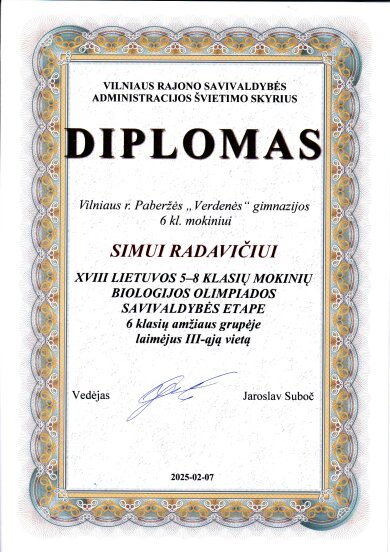 VILNIAUS RAJONO SAVIVALDYBĖS
ADMINISTRACIJOS ŠVIETIMO SKYRIUS
DIPLOMAS
Vilniaus r. Paberžės „Verdenės“ gimnazijos
6 kl. mokiniui
SIMUI RADAVIČIUI
XVIII LIETUVOS 5–8 KLASIŲ MOKINIŲ
BIOLOGIJOS OLIMPIADOS
SAVIVALDYBĖS ETAPE
6 klasių amžiaus grupėje
laimėjus III-ąją vietą
Vedėjas Jaroslav Suboč
2025-02-07